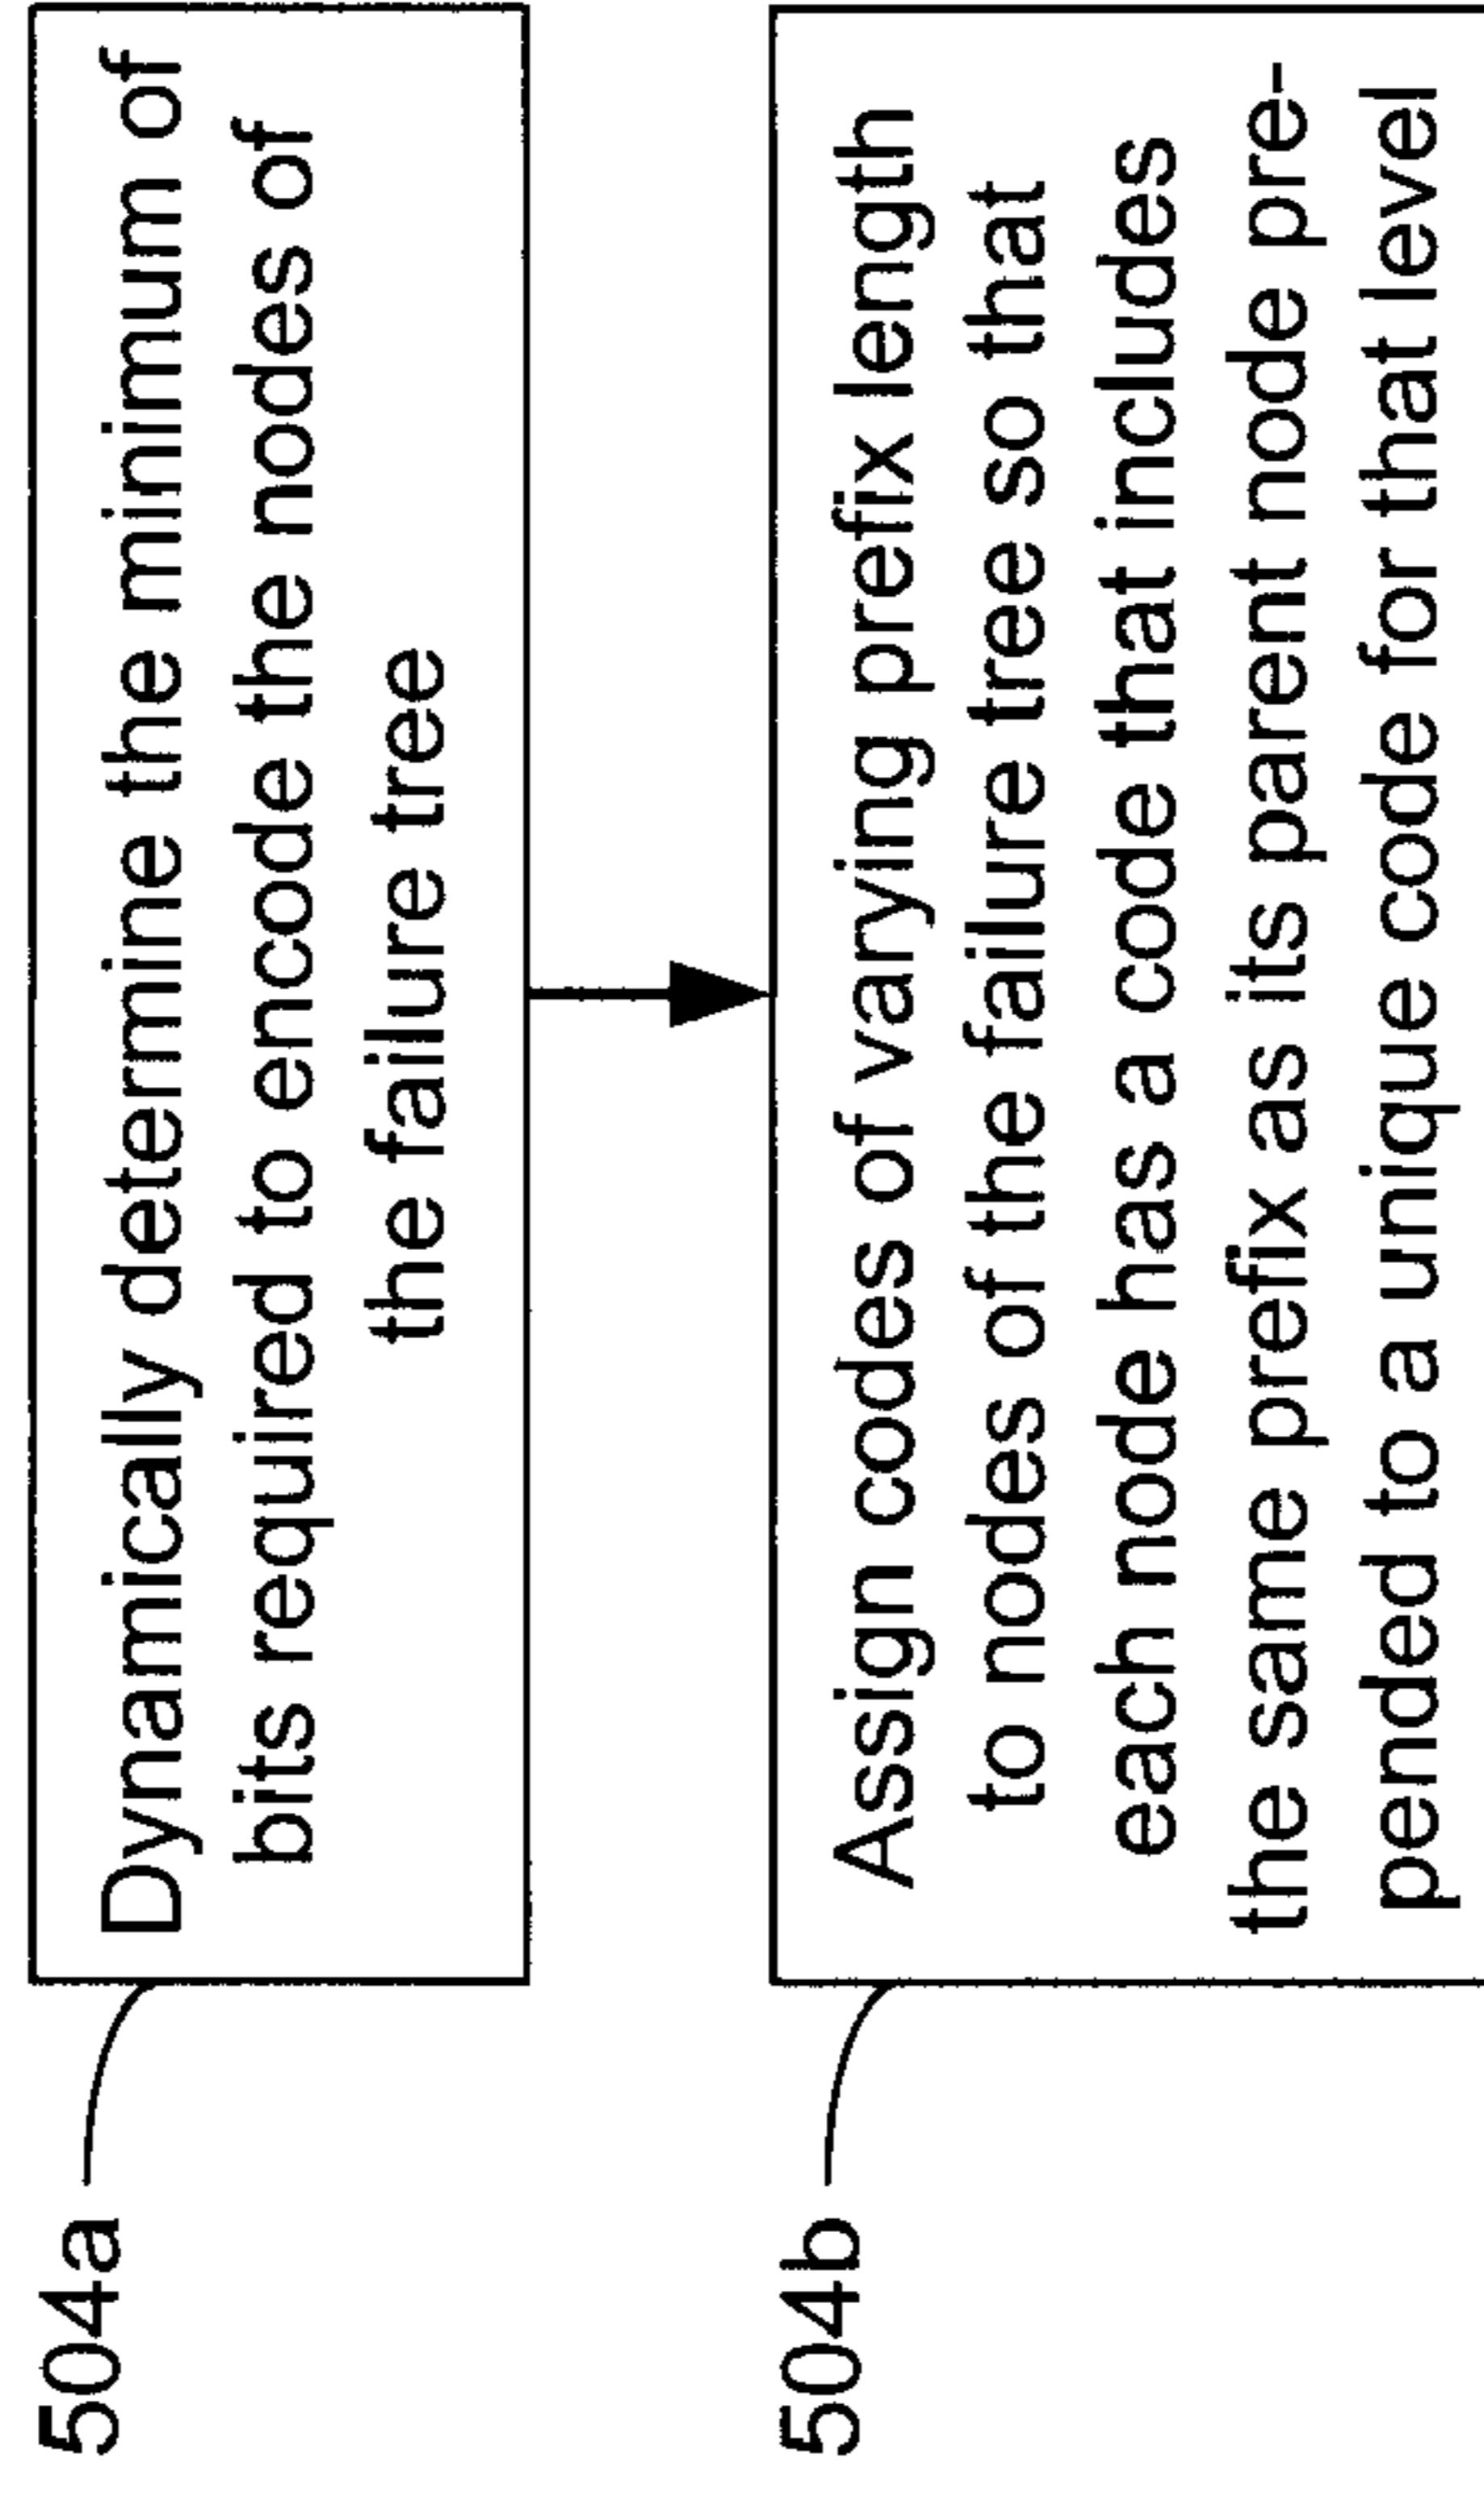 504a
Dynamically determine the minimum of
bits required to encode the nodes of
the failure tree
504b
Assign codes of varying prefix length
to nodes of the failure tree so that
each node has a code that includes
the same prefix as its parent node pre-
pended to a unique code for that level